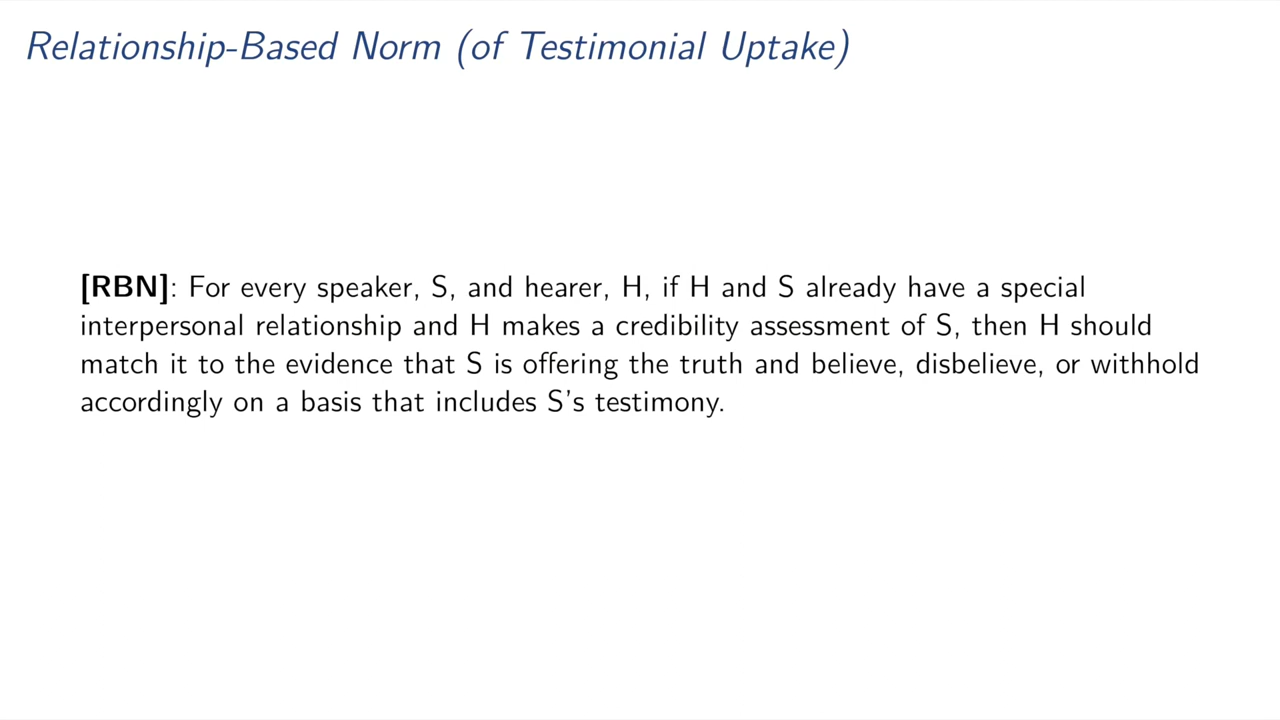 Relationship-Based Norm (of Testimonial Uptake)
[RBN]: For every speaker, S, and hearer, H, if H and S already have a special
interpersonal relationship and H makes a credibility assessment of S, then H should
match it to the evidence that S is offering the truth and believe, disbelieve, or withhold
accordingly on a basis that includes S’s testimony.